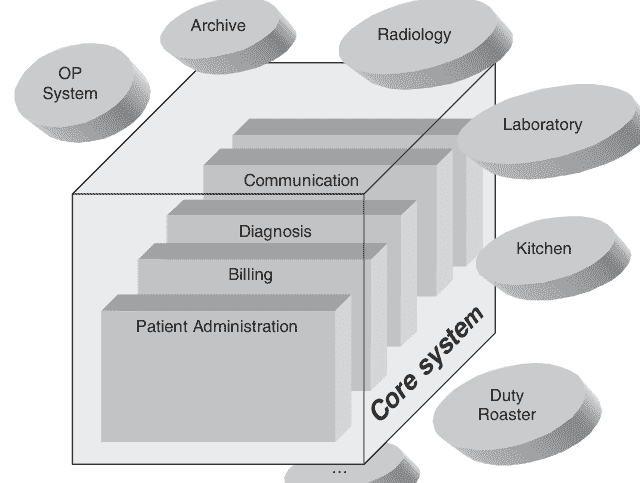 Archive
Radiology
OP
System
Laboratory
Communication
Diagnosis
Kitchen
Billing
Patient Administration
Core system
Duty
Roaster
...